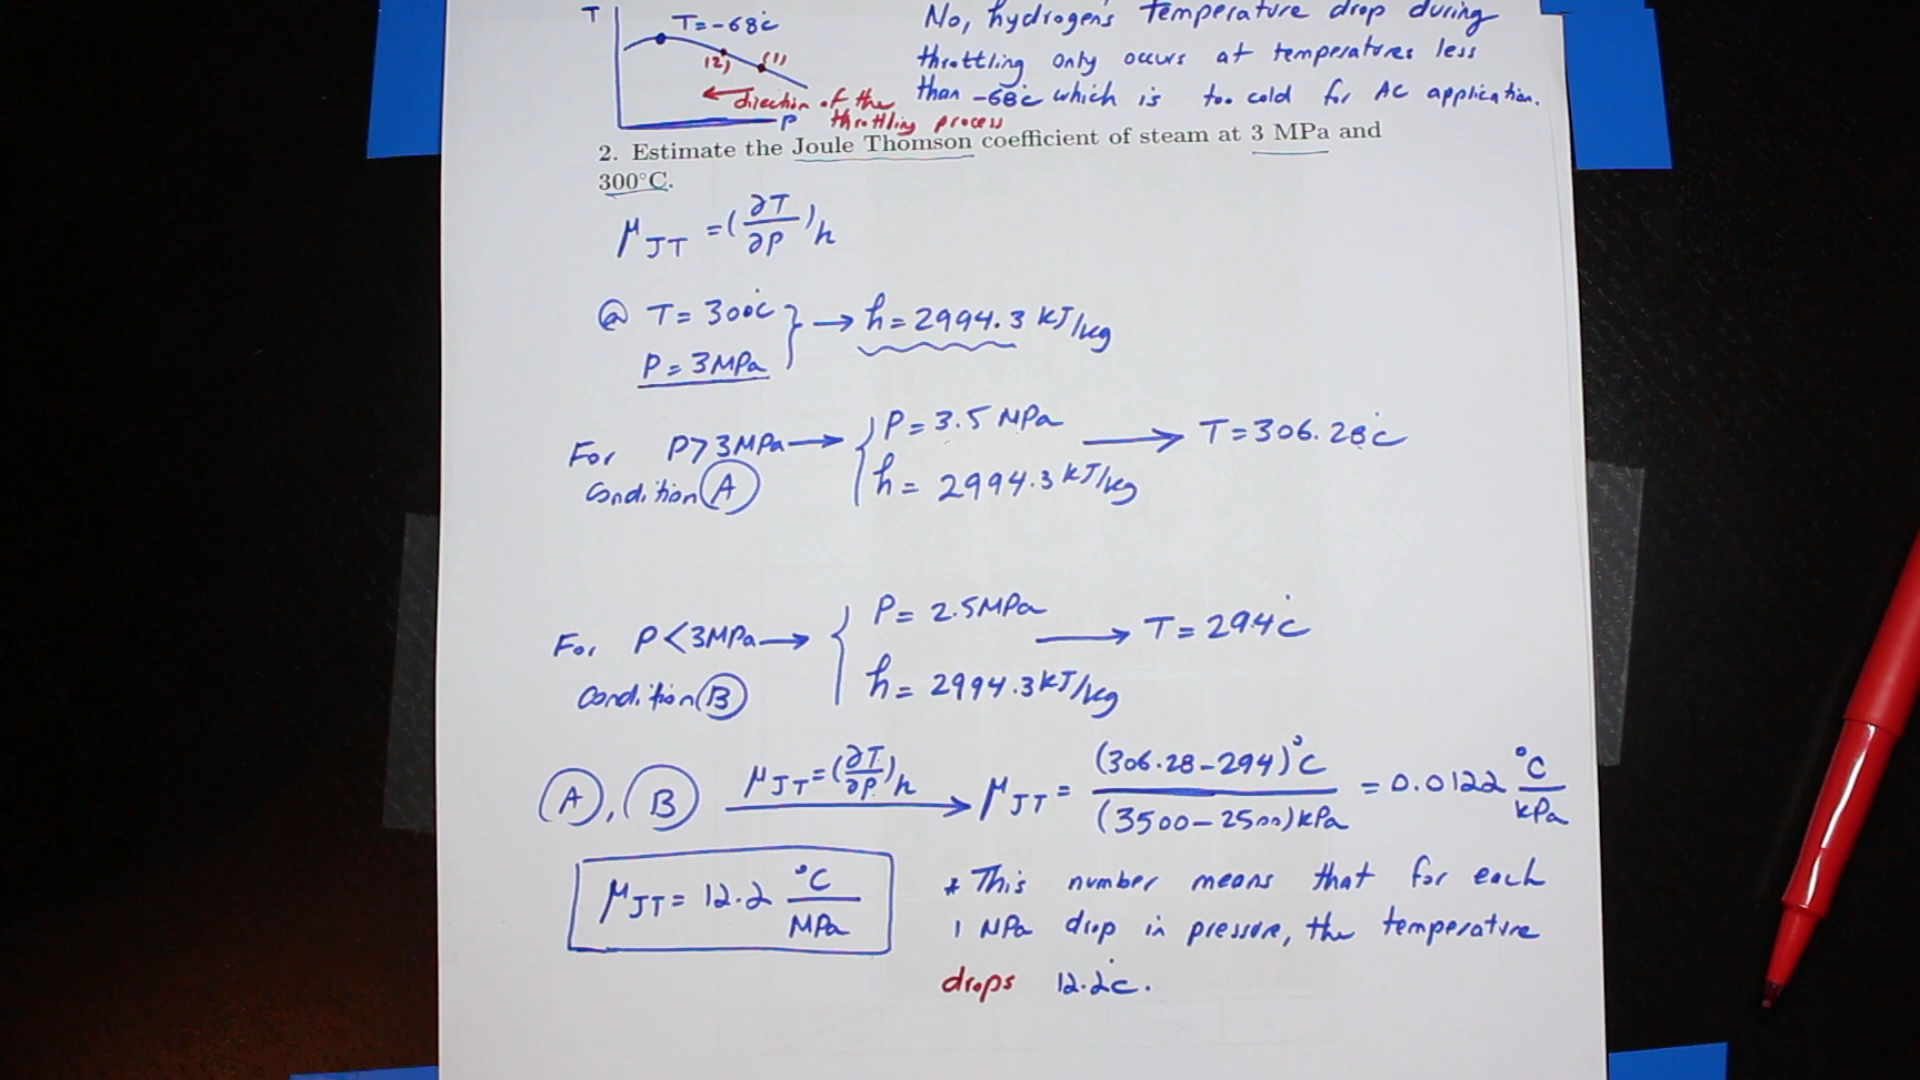 T
T=-68°C
(2)
(1)
direction of the
throttling process
P
No, hydrogen's temperature drop during
throttling only occurs at temperatures less
than -68°C which is too cold for AC application.
2. Estimate the Joule Thomson coefficient of steam at 3 MPa and
300°C.
μJT = (∂T/∂P)h
@ T= 300°C } → h= 2994.3 kJ/kg
P= 3MPa
For P>3MPa → { P= 3.5 MPa → T=306.28°C
Condition (A) h= 2994.3 kJ/kg
For P<3MPa → { P= 2.5MPa → T= 294°C
Condition (B) h= 2994.3 kJ/kg
(A), (B) μJT=(∂T/∂P)h → μJT= (306.28-294)°C / (3500-2500)kPa = 0.0122 °C/kPa
μJT= 12.2 °C/MPa
* This number means that for each
1 MPa drop in pressure, the temperature
drops 12.2°C.